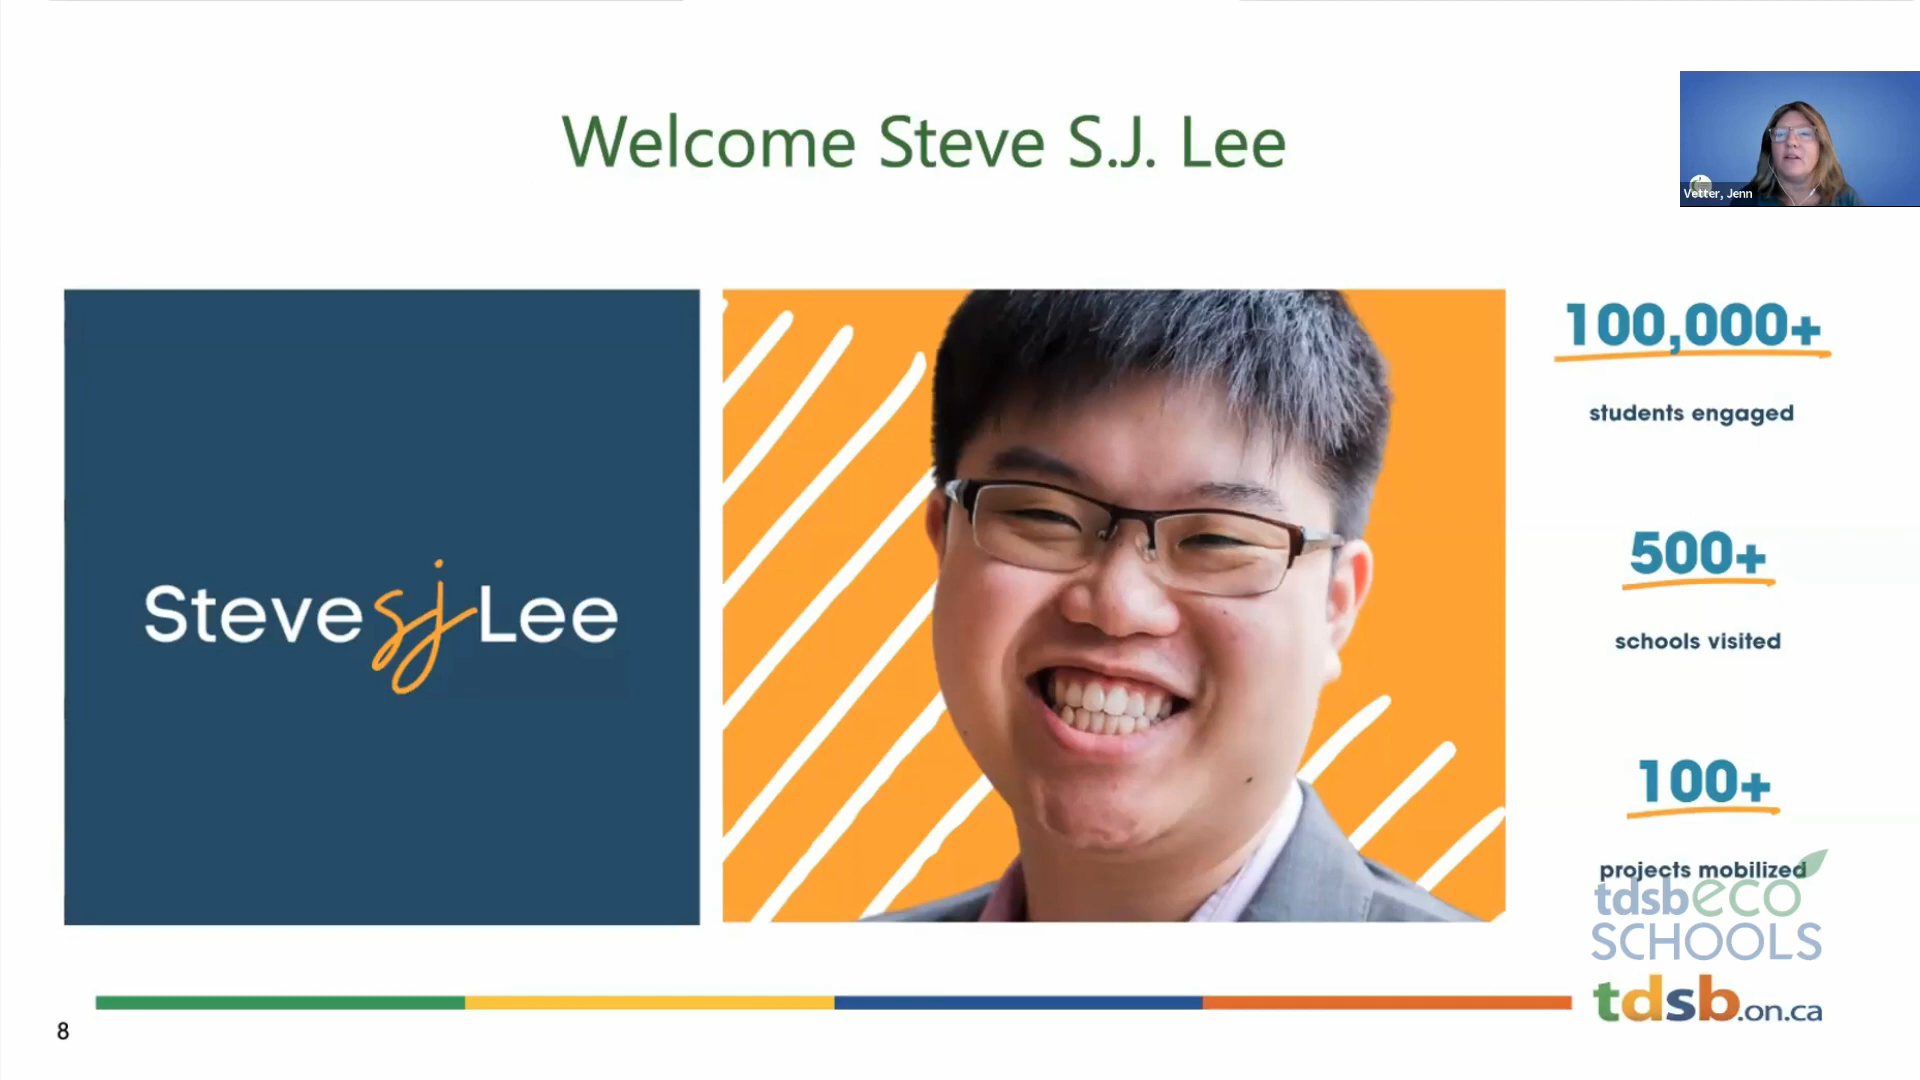 Welcome Steve S.J. Lee
Vetter, Jenn
Steve sj Lee
100,000+
students engaged
500+
schools visited
100+
projects mobilized
tdsbeco
SCHOOLS
tdsb.on.ca
8